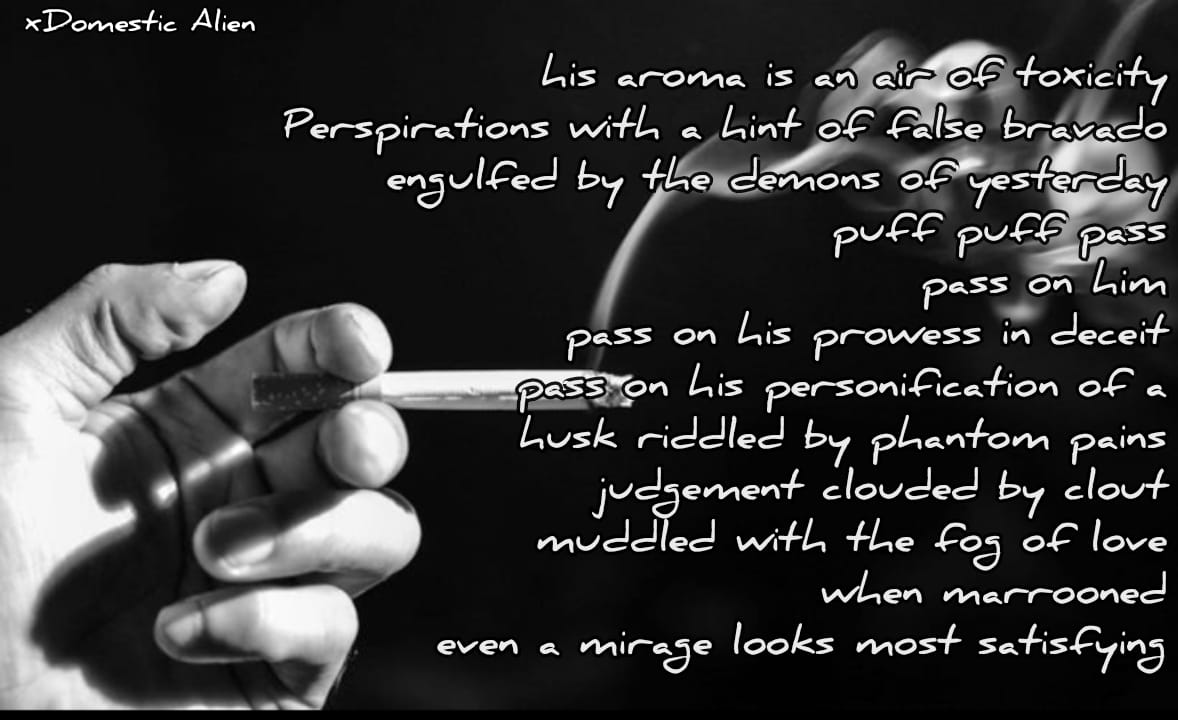 xDomestic Alien
his aroma is an air of toxicity
Perspirations with a hint of false bravado
engulfed by the demons of yesterday
puff puff pass
pass on him
pass on his prowess in deceit
pass on his personification of a
husk riddled by phantom pains
judgement clouded by clout
muddled with the fog of love
when marrooned
even a mirage looks most satisfying